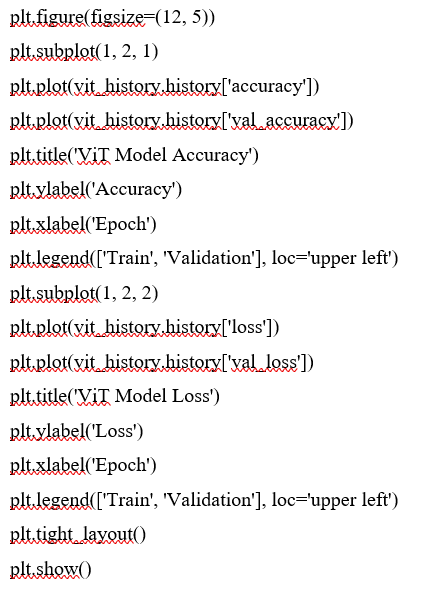 plt.figure(figsize=(12, 5))
plt.subplot(1, 2, 1)
plt.plot(vit_history.history['accuracy'])
plt.plot(vit_history.history['val_accuracy'])
plt.title('ViT Model Accuracy')
plt.ylabel('Accuracy')
plt.xlabel('Epoch')
plt.legend(['Train', 'Validation'], loc='upper left')
plt.subplot(1, 2, 2)
plt.plot(vit_history.history['loss'])
plt.plot(vit_history.history['val_loss'])
plt.title('ViT Model Loss')
plt.ylabel('Loss')
plt.xlabel('Epoch')
plt.legend(['Train', 'Validation'], loc='upper left')
plt.tight_layout()
plt.show()